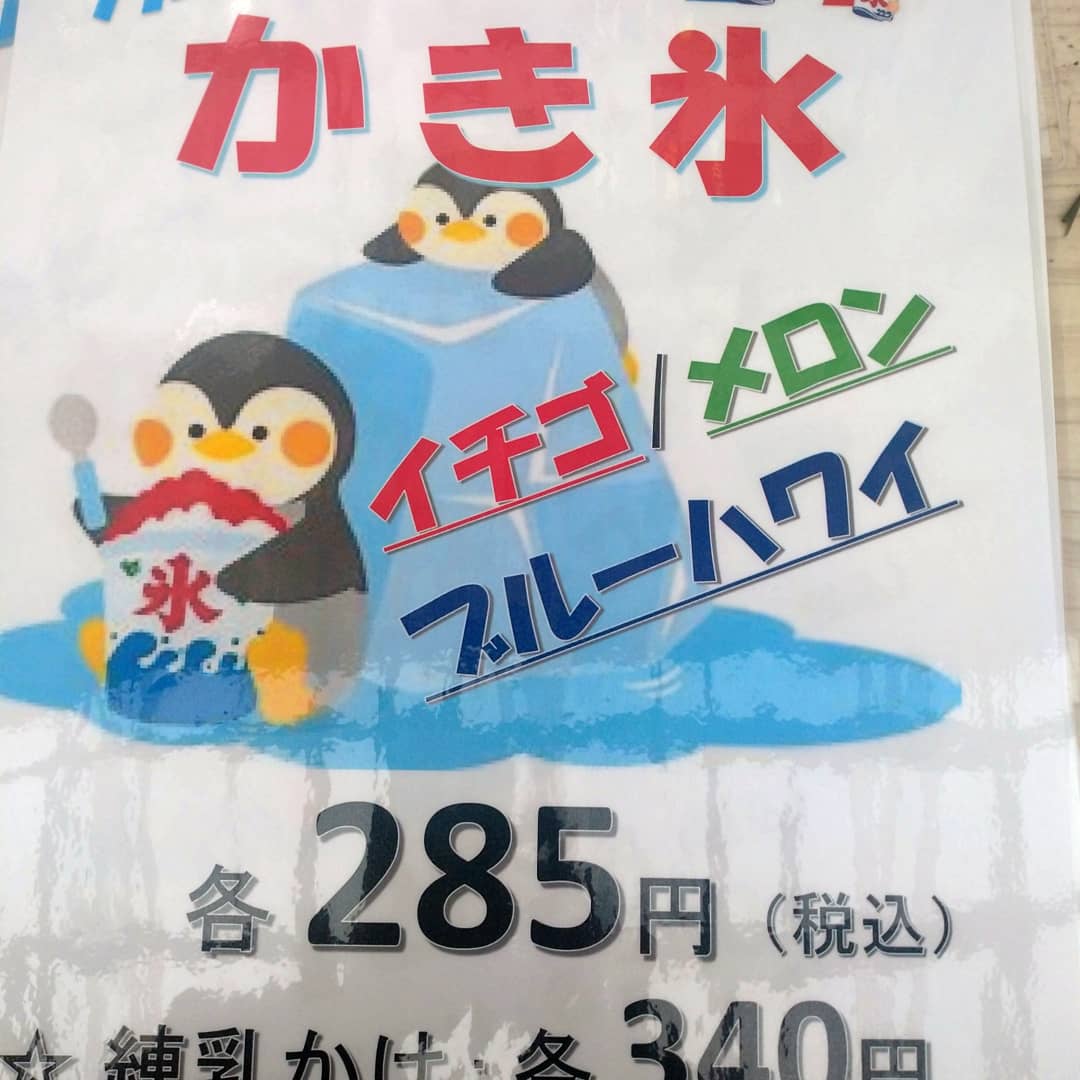 かき氷
イチゴ/メロン
ブルーハワイ
氷
各285円（税込）
☆練乳かけ:各340円